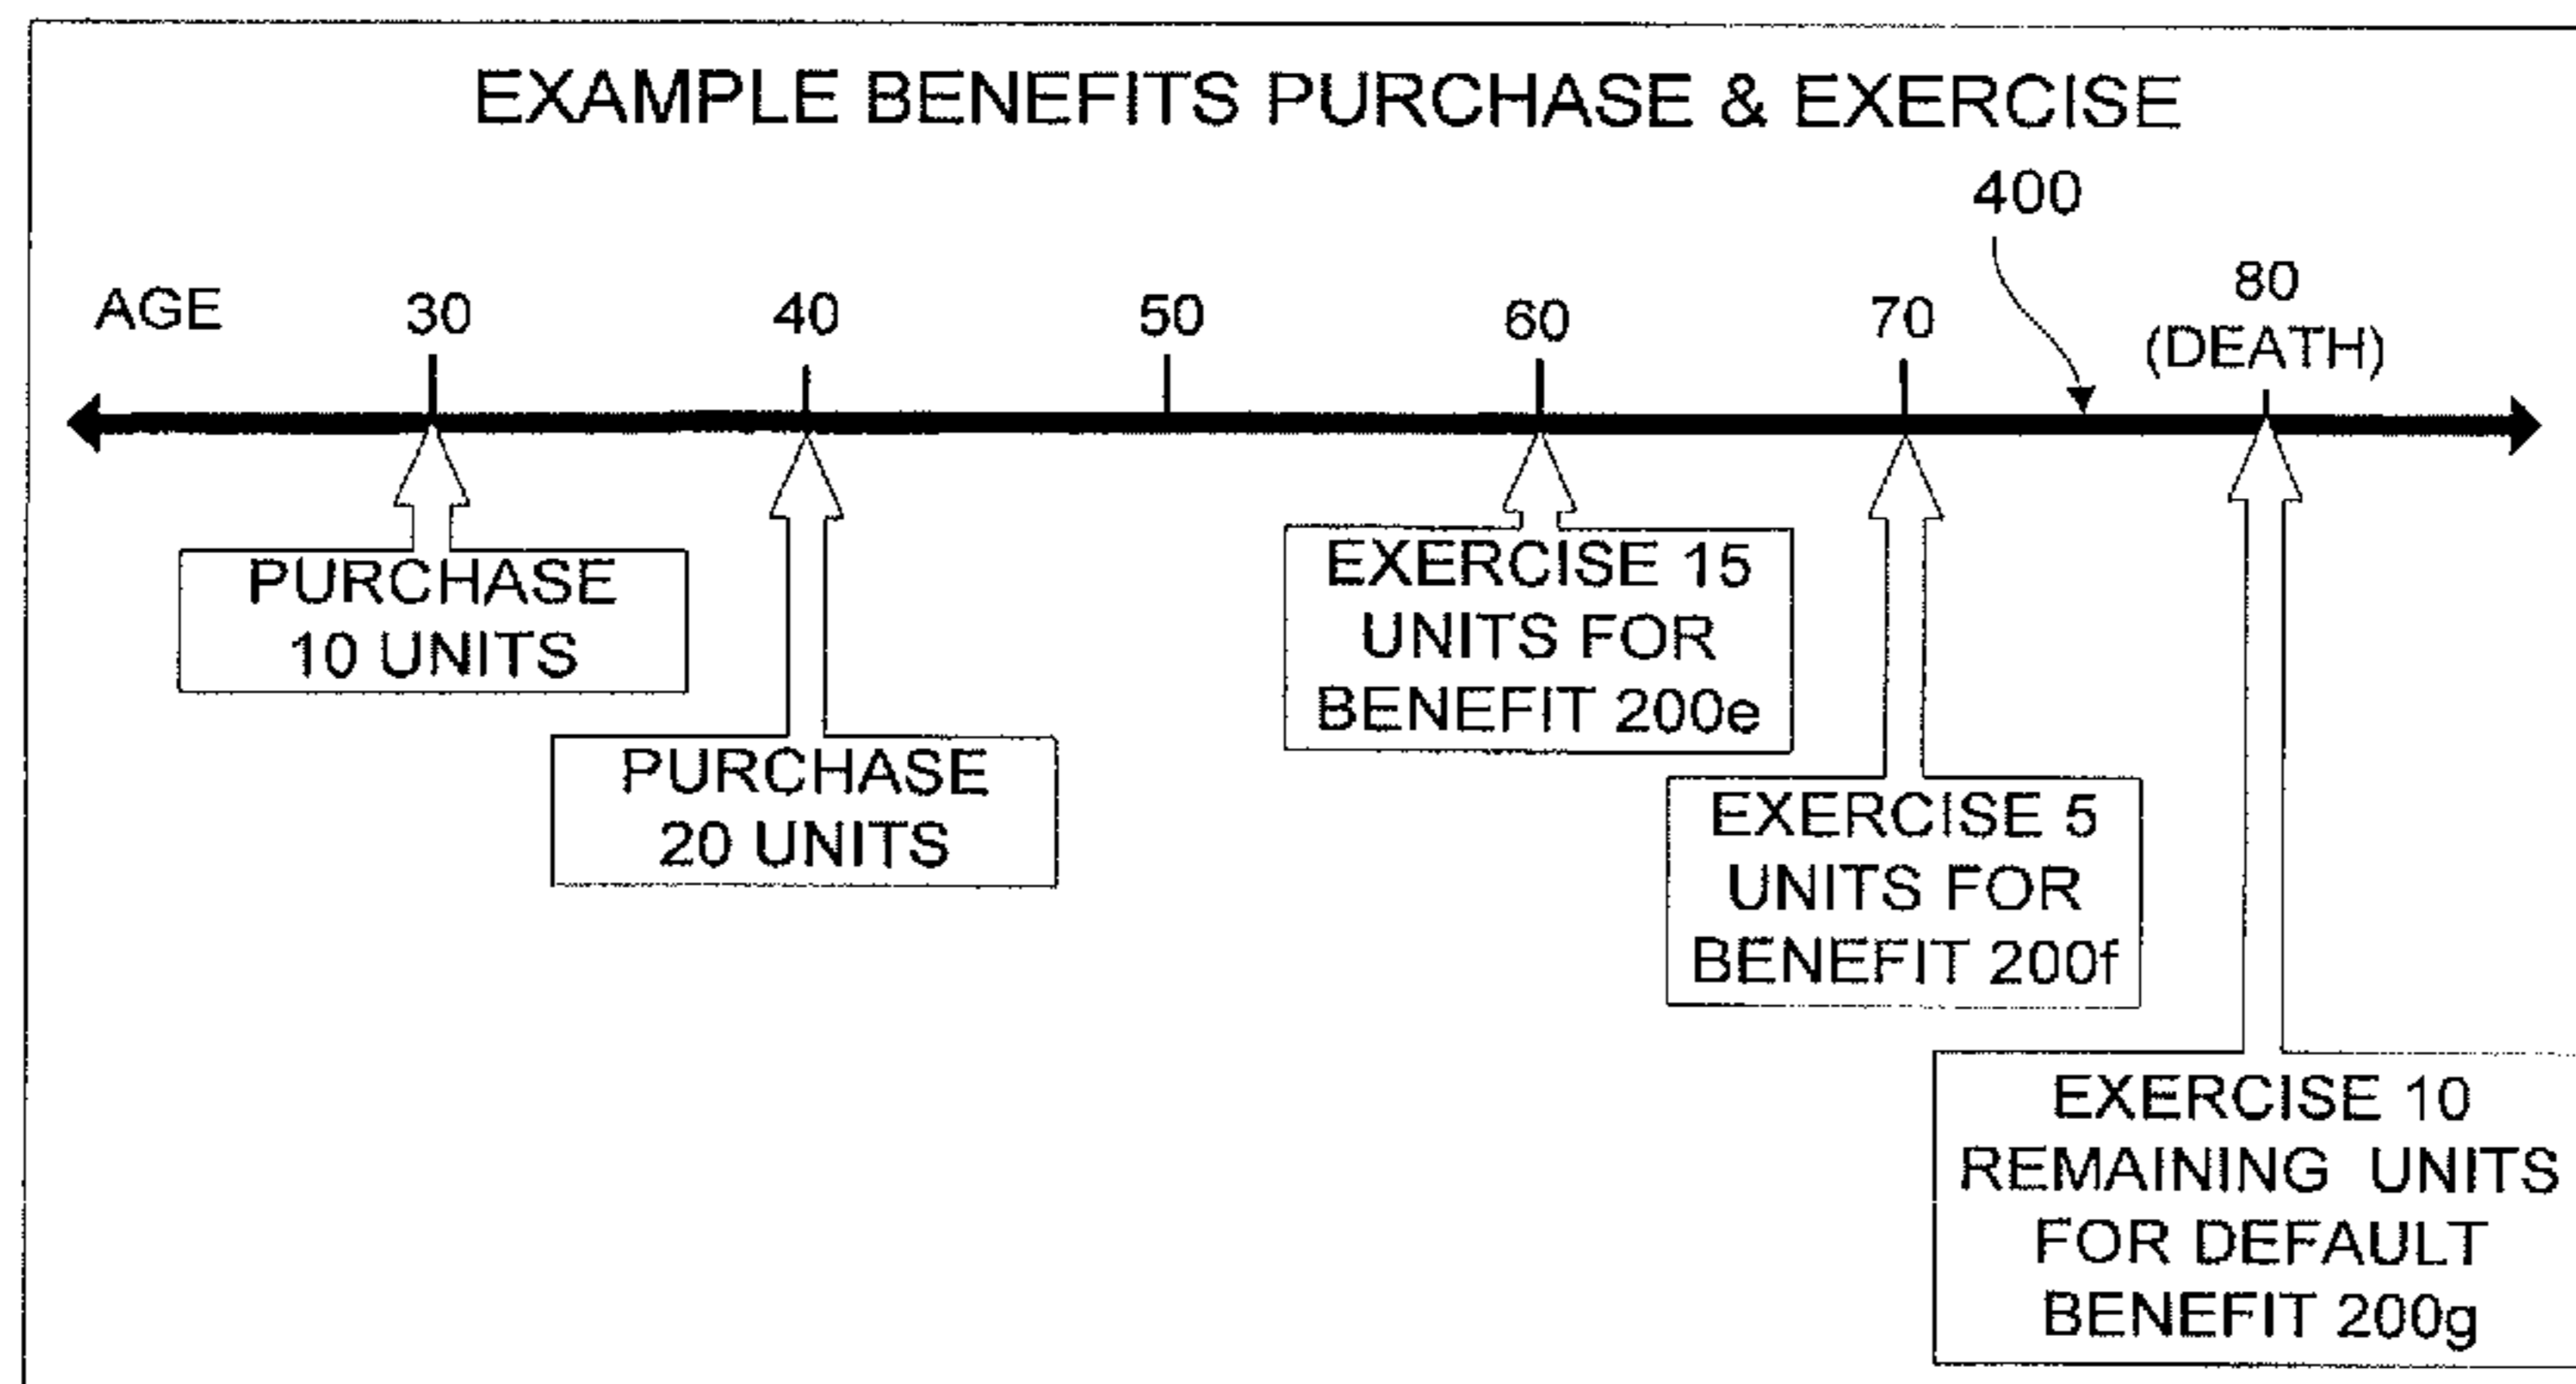 EXAMPLE BENEFITS PURCHASE & EXERCISE
400
AGE 30 40 50 60 70 80
(DEATH)
PURCHASE
10 UNITS
PURCHASE
20 UNITS
EXERCISE 15
UNITS FOR
BENEFIT 200e
EXERCISE 5
UNITS FOR
BENEFIT 200f
EXERCISE 10
REMAINING UNITS
FOR DEFAULT
BENEFIT 200g